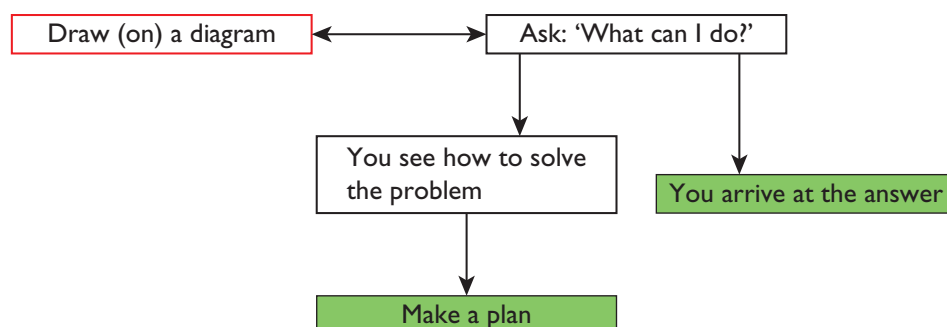 Draw (on) a diagram
Ask: ‘What can I do?’
You see how to solve
the problem
You arrive at the answer
Make a plan